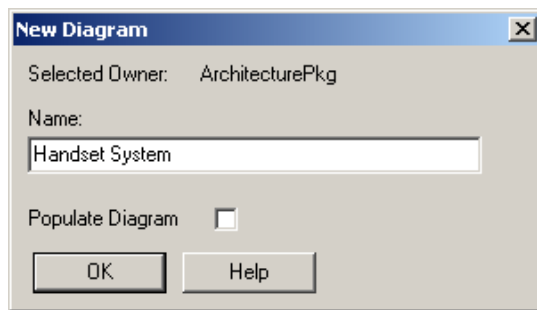 New Diagram
Selected Owner: ArchitecturePkg
Name:
Handset System
Populate Diagram
OK Help